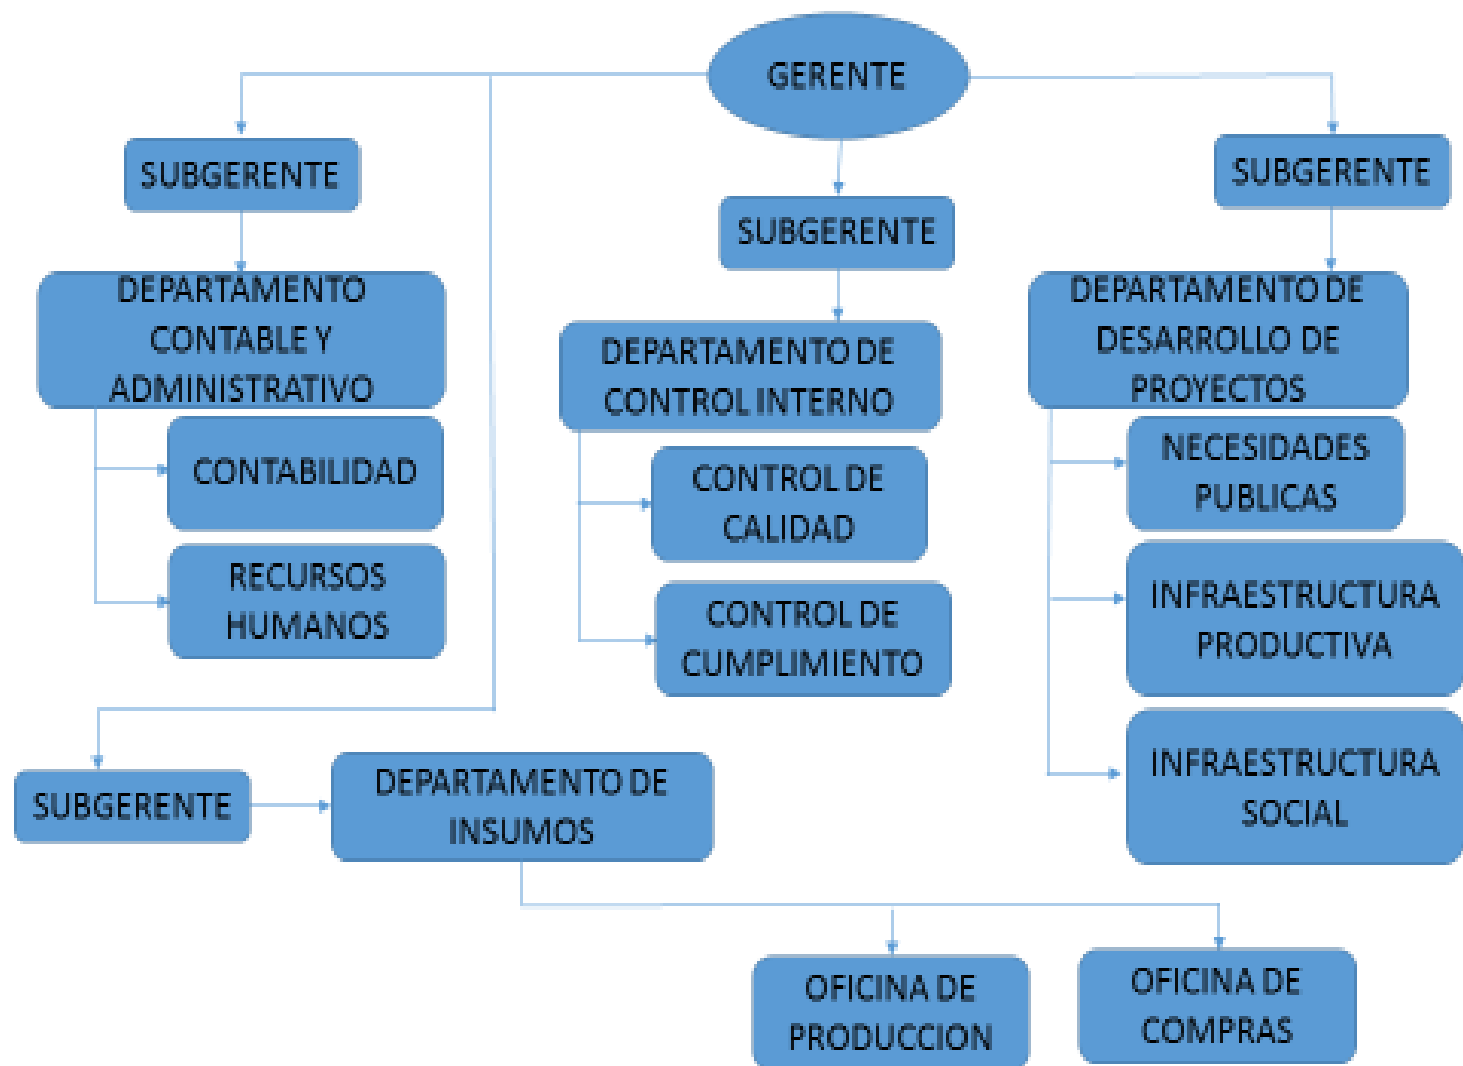 GERENTE
SUBGERENTE
DEPARTAMENTO
CONTABLE Y
ADMINISTRATIVO
CONTABILIDAD
RECURSOS
HUMANOS
SUBGERENTE
DEPARTAMENTO DE
CONTROL INTERNO
CONTROL DE
CALIDAD
CONTROL DE
CUMPLIMIENTO
SUBGERENTE
DEPARTAMENTO DE
DESARROLLO DE
PROYECTOS
NECESIDADES
PUBLICAS
INFRAESTRUCTURA
PRODUCTIVA
INFRAESTRUCTURA
SOCIAL
SUBGERENTE
DEPARTAMENTO DE
INSUMOS
OFICINA DE
PRODUCCION
OFICINA DE
COMPRAS